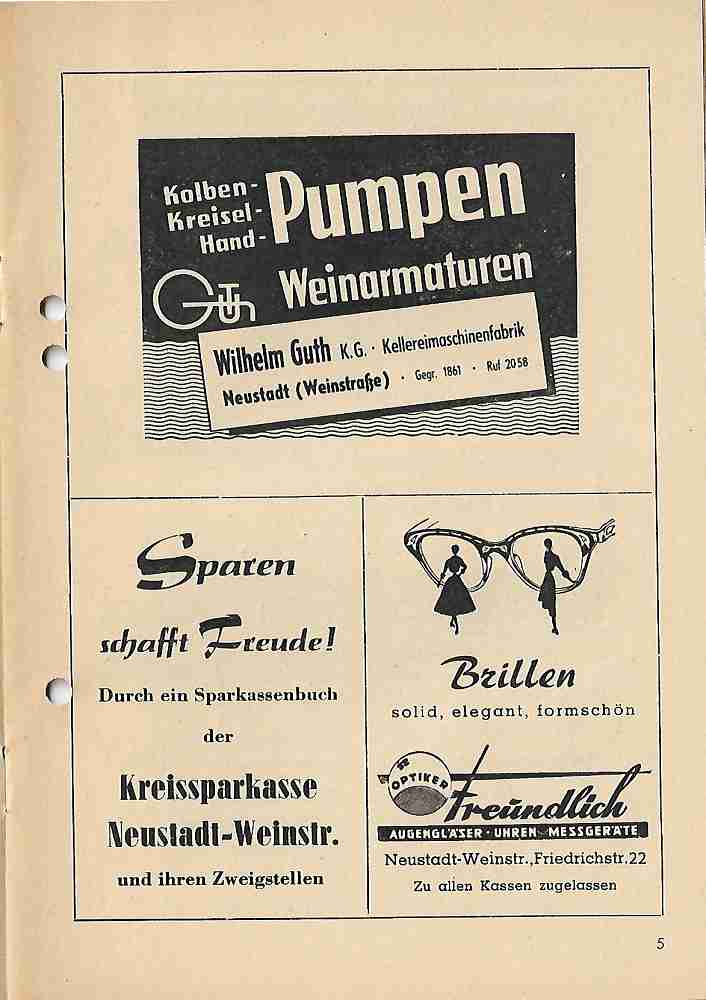 Kolben-
Kreisel-
Hand-
Pumpen
Guth
Weinarmaturen
Wilhelm Guth K.G. · Kellereimaschinenfabrik
Neustadt (Weinstraße) · Gegr. 1861 · Ruf 2058
Sparen
schafft Freude!
Durch ein Sparkassenbuch
der
Kreissparkasse
Neustadt-Weinstr.
und ihren Zweigstellen
Brillen
solid, elegant, formschön
OPTIKER
Freundlich
AUGENGLÄSER · UHREN · MESSGERÄTE
Neustadt-Weinstr.,Friedrichstr.22
Zu allen Kassen zugelassen
5